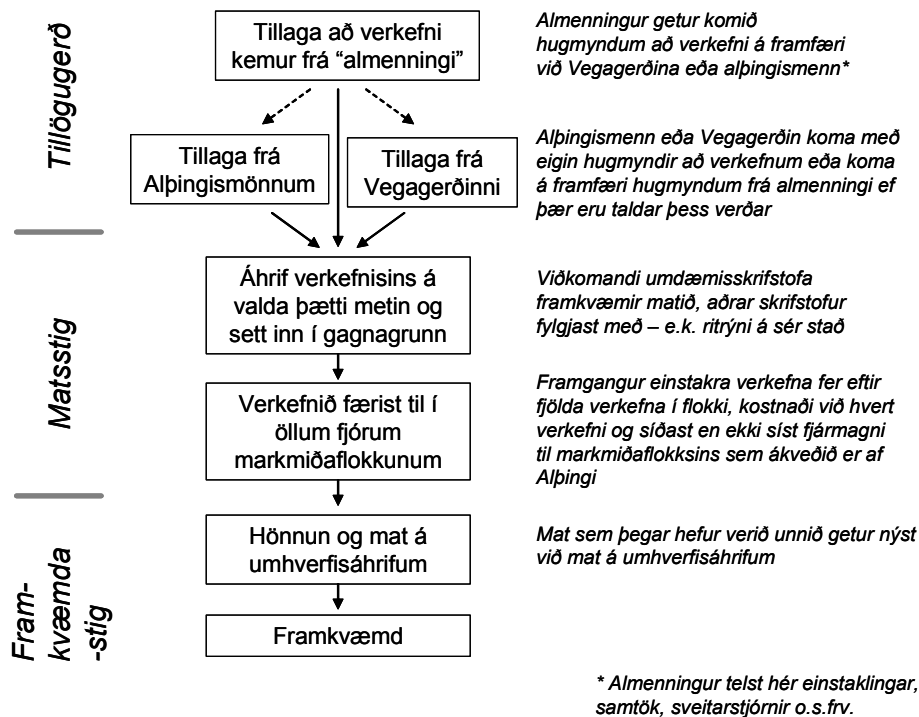 Tillögugerð
Tillaga að verkefni
kemur frá “almenningi”
Almenningur getur komið
hugmyndum að verkefni á framfæri
við Vegagerðina eða alþingismenn*
Tillaga frá
Alþingismönnum
Tillaga frá
Vegagerðinni
Alþingismenn eða Vegagerðin koma með
eigin hugmyndir að verkefnum eða koma
á framfæri hugmyndum frá almenningi ef
þær eru taldar þess verðar
Matsstig
Áhrif verkefnisins á
valda þætti metin og
sett inn í gagnagrunn
Viðkomandi umdæmisskrifstofa
framkvæmir matið, aðrar skrifstofur
fylgjast með – e.k. ritrýni á sér stað
Verkefnið færist til í
öllum fjórum
markmiðaflokkunum
Framgangur einstakra verkefna fer eftir
fjölda verkefna í flokki, kostnaði við hvert
verkefni og síðast en ekki síst fjármagni
til markmiðaflokksins sem ákveðið er af
Alþingi
Fram-
kvæmda
-stig
Hönnun og mat á
umhverfisáhrifum
Mat sem þegar hefur verið unnið getur nýst
við mat á umhverfisáhrifum
Framkvæmd
* Almenningur telst hér einstaklingar,
samtök, sveitarstjórnir o.s.frv.